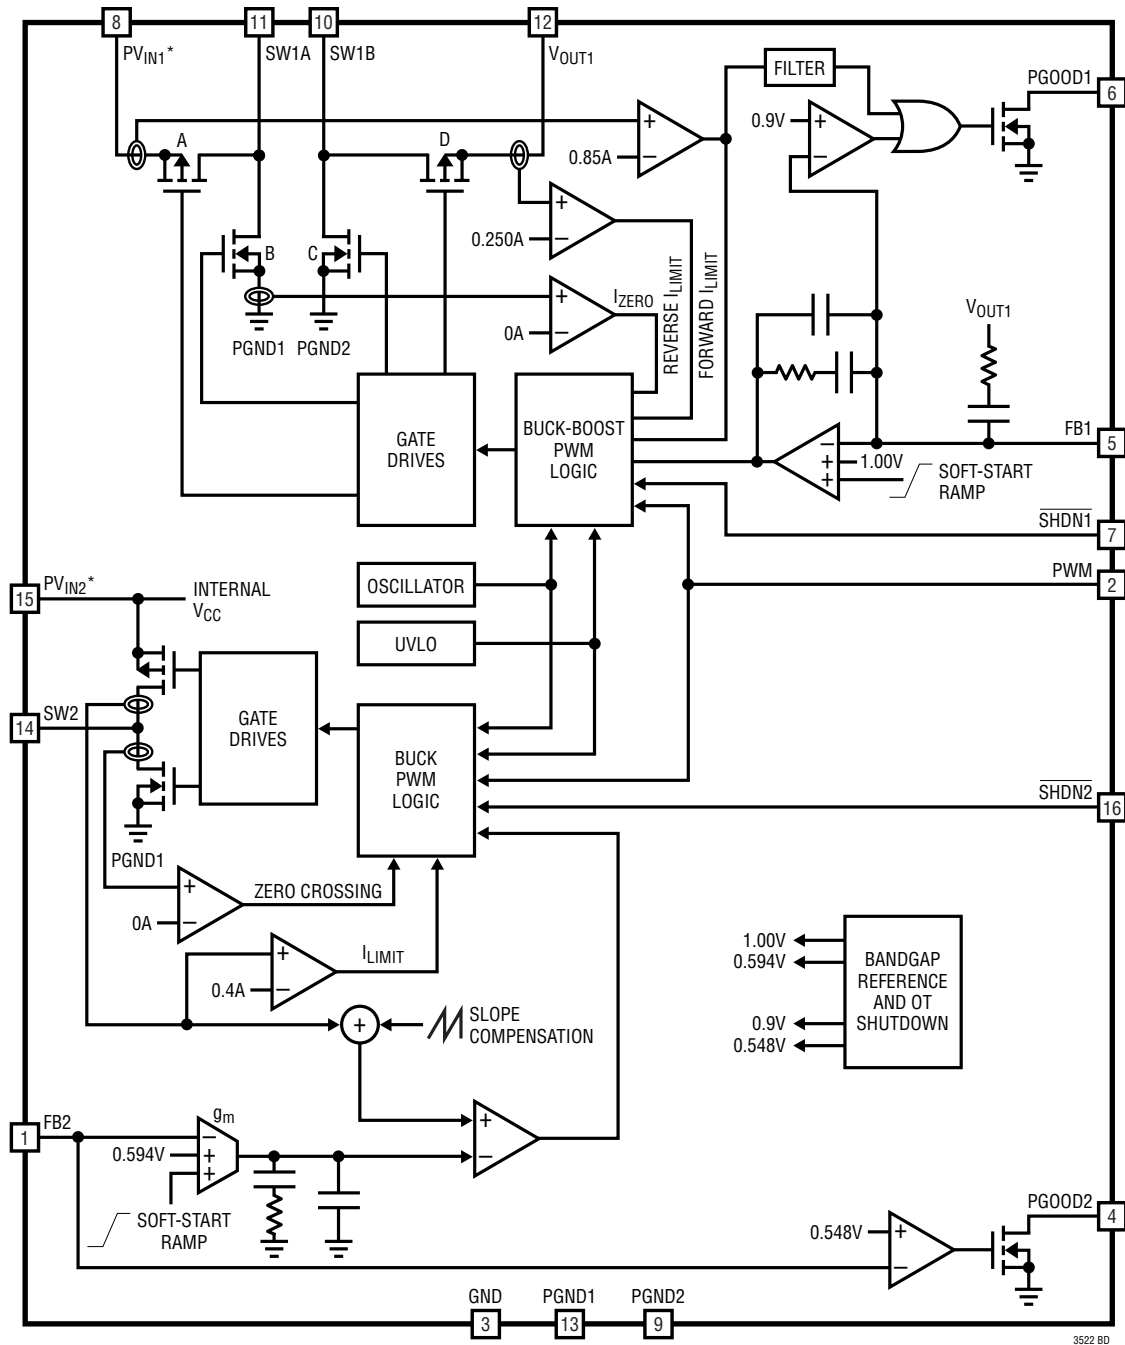 8
11
10
12
PVIN1*
SW1A
SW1B
VOUT1
FILTER
PGOOD1
6
0.9V
+
−
A
D
+
−
0.85A
+
−
0.250A
B
C
+
−
IZERO
0A
REVERSE ILIMIT
FORWARD ILIMIT
PGND1
PGND2
VOUT1
GATE
DRIVES
BUCK-BOOST
PWM
LOGIC
FB1
5
−
+
+
1.00V
SOFT-START
RAMP
SHDN1
7
PWM
2
OSCILLATOR
UVLO
PVIN2*
15
INTERNAL
VCC
SW2
14
GATE
DRIVES
BUCK
PWM
LOGIC
SHDN2
16
PGND1
+
−
0A
ZERO CROSSING
+
−
0.4A
ILIMIT
+
SLOPE
COMPENSATION
1.00V
0.594V
0.9V
0.548V
BANDGAP
REFERENCE
AND OT
SHUTDOWN
FB2
1
gm
−
+
+
0.594V
SOFT-START
RAMP
+
−
PGOOD2
4
0.548V
+
−
GND
3
PGND1
13
PGND2
9
3522 BD